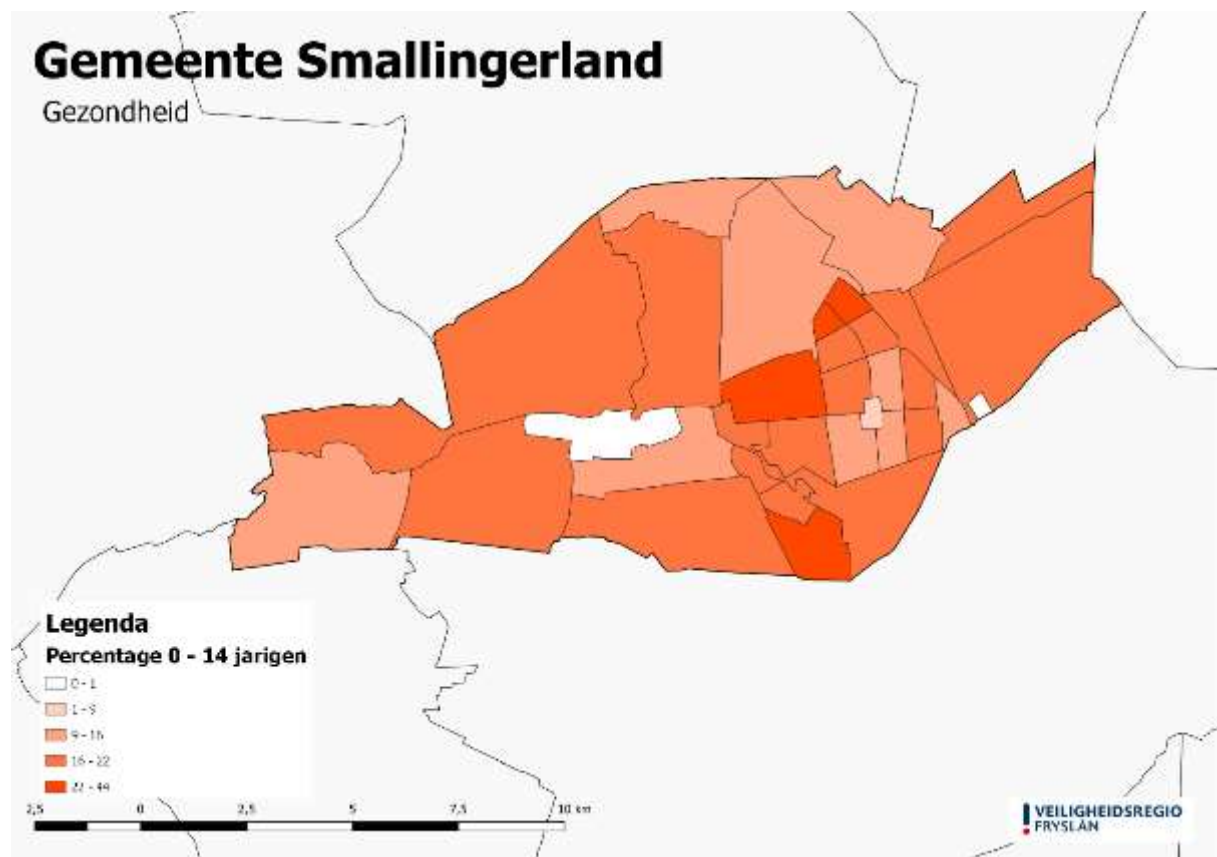 Gemeente Smallingerland
Gezondheid
Legenda
Percentage 0 - 14 jarigen
0 - 1
1 - 9
9 - 16
16 - 22
22 - 44
2,5 0 2,5 5 7,5 10 km
VEILIGHEIDSREGIO
FRYSLÂN